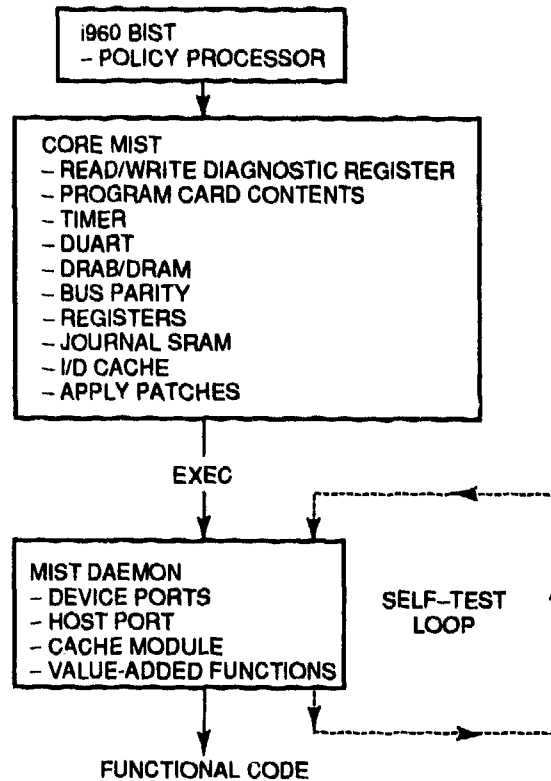 i960 BIST
– POLICY PROCESSOR
CORE MIST
– READ/WRITE DIAGNOSTIC REGISTER
– PROGRAM CARD CONTENTS
– TIMER
– DUART
– DRAB/DRAM
– BUS PARITY
– REGISTERS
– JOURNAL SRAM
– I/D CACHE
– APPLY PATCHES
EXEC
MIST DAEMON
– DEVICE PORTS
– HOST PORT
– CACHE MODULE
– VALUE-ADDED FUNCTIONS
SELF–TEST
LOOP
FUNCTIONAL CODE